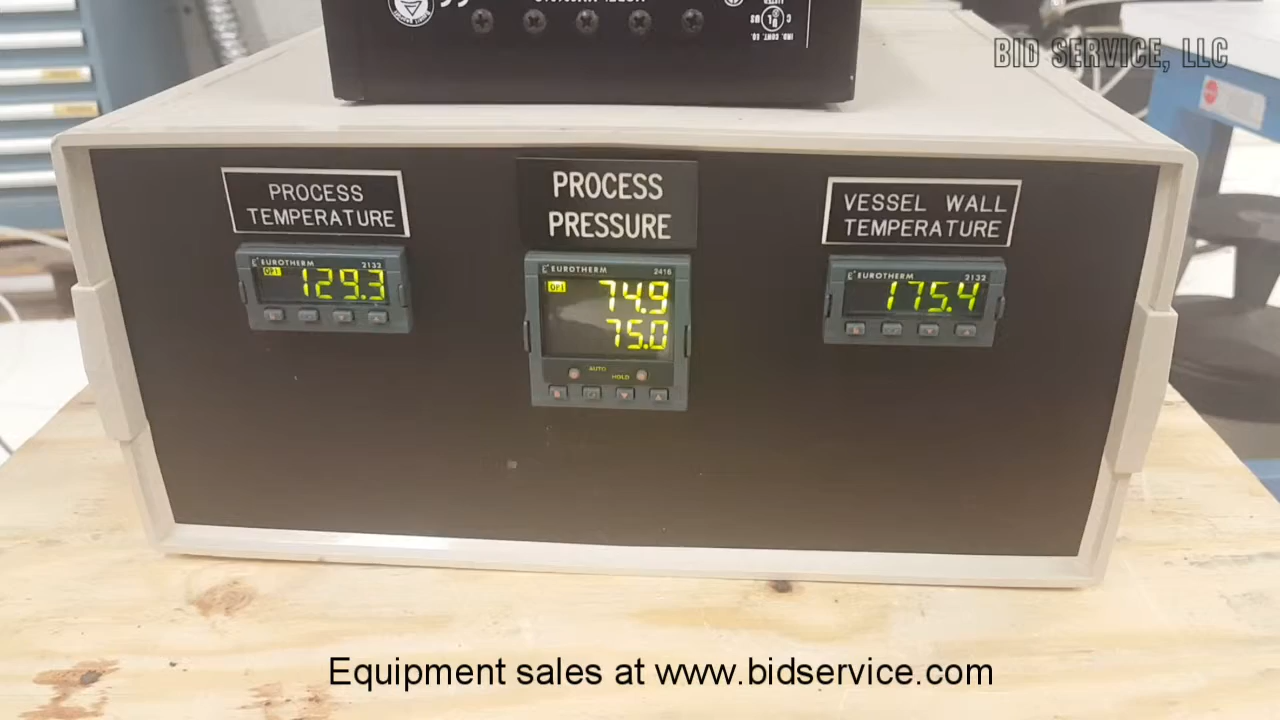 BID SERVICE, LLC
PROCESS
TEMPERATURE
PROCESS
PRESSURE
VESSEL WALL
TEMPERATURE
EUROTHERM 2132
OP1 129.3
EUROTHERM 2416
OP1 74.9
75.0
AUTO
HOLD
EUROTHERM 2132
175.4
Equipment sales at www.bidservice.com